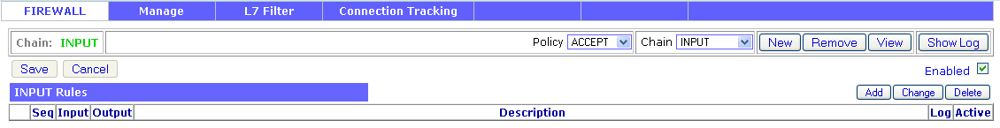 FIREWALL Manage L7 Filter Connection Tracking
Chain: INPUT Policy ACCEPT Chain INPUT New Remove View Show Log
Save Cancel Enabled
INPUT Rules Add Change Delete
Seq Input Output Description Log Active